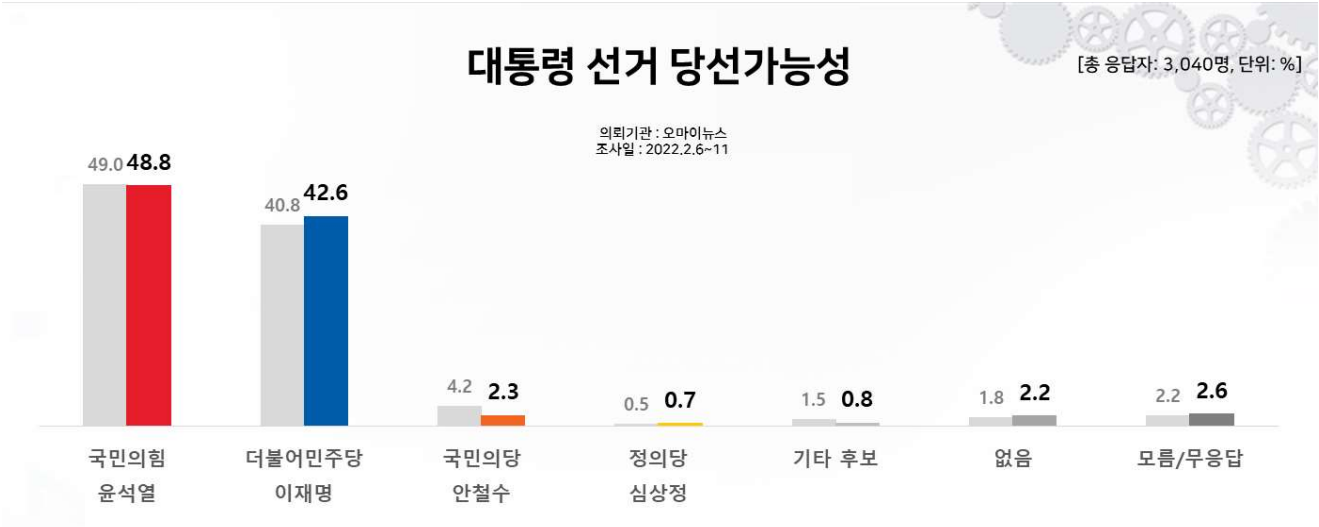 대통령 선거 당선가능성
[총 응답자: 3,040명, 단위: %]
의뢰기관 : 오마이뉴스
조사일 : 2022.2.6~11
49.0 48.8
40.8 42.6
4.2 2.3
0.5 0.7
1.5 0.8
1.8 2.2
2.2 2.6
국민의힘 더불어민주당 국민의당 정의당 기타 후보 없음 모름/무응답
윤석열 이재명 안철수 심상정